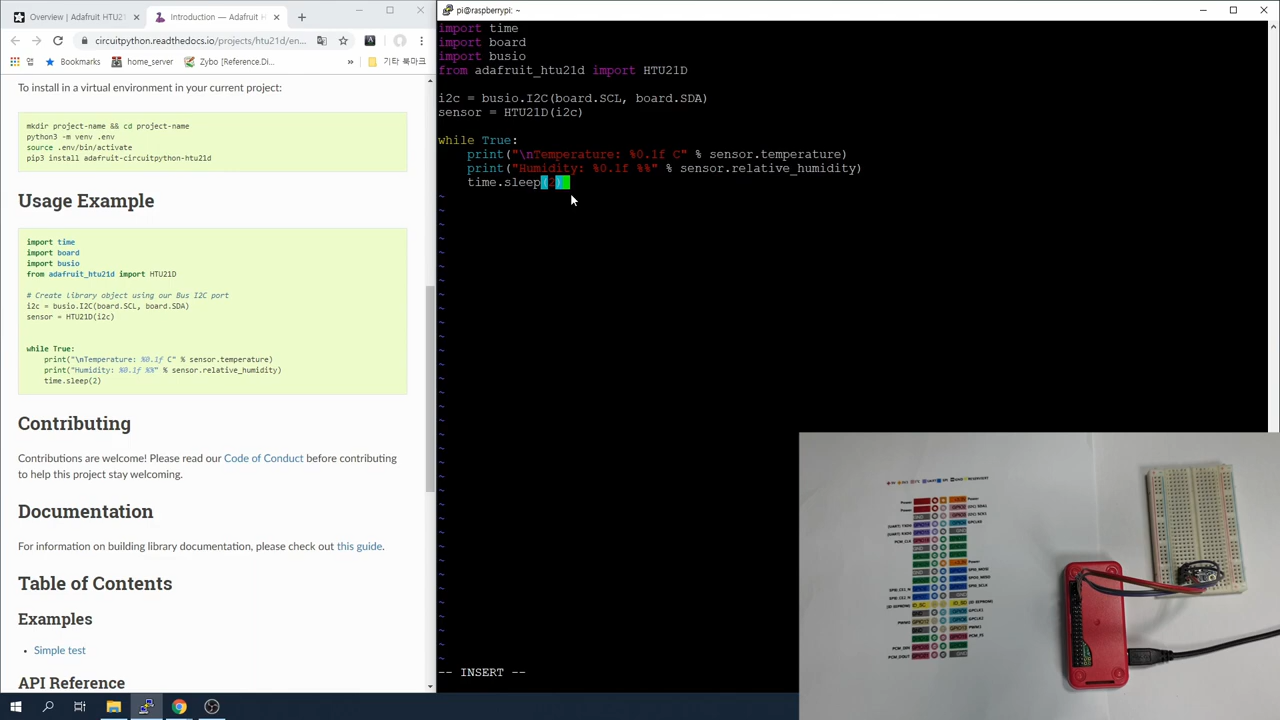 Overview | Adafruit HTU21
Introduction — Adafruit H
circuitpython.readthedocs.io/projects/htu21d/en...
앱
Bookmarks
home_server
Zybo [Reference.Di...
기타 북마크
To install in a virtual environment in your current project:
mkdir project-name && cd project-name
python3 -m venv .env
source .env/bin/activate
pip3 install adafruit-circuitpython-htu21d
Usage Example
import time
import board
import busio
from adafruit_htu21d import HTU21D
# Create library object using our Bus I2C port
i2c = busio.I2C(board.SCL, board.SDA)
sensor = HTU21D(i2c)
while True:
print("\nTemperature: %0.1f C" % sensor.temperature)
print("Humidity: %0.1f %%" % sensor.relative_humidity)
time.sleep(2)
Contributing
Contributions are welcome! Please read our Code of Conduct before contributing
to help this project stay welcoming.
Documentation
For information on building library documentation, please check out this guide.
Table of Contents
Examples
Simple test
API Reference
pi@raspberrypi: ~
import time
import board
import busio
from adafruit_htu21d import HTU21D
i2c = busio.I2C(board.SCL, board.SDA)
sensor = HTU21D(i2c)
while True:
print("\nTemperature: %0.1f C" % sensor.temperature)
print("Humidity: %0.1f %%" % sensor.relative_humidity)
time.sleep(2)
-- INSERT --
Power
Power
GND